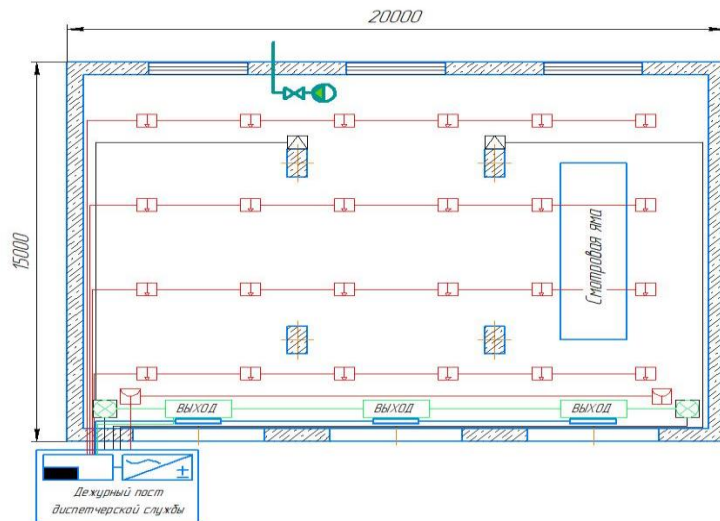 20000
15000
Смотровая яма
ВЫХОД
ВЫХОД
ВЫХОД
Дежурный пост
диспетчерской службы